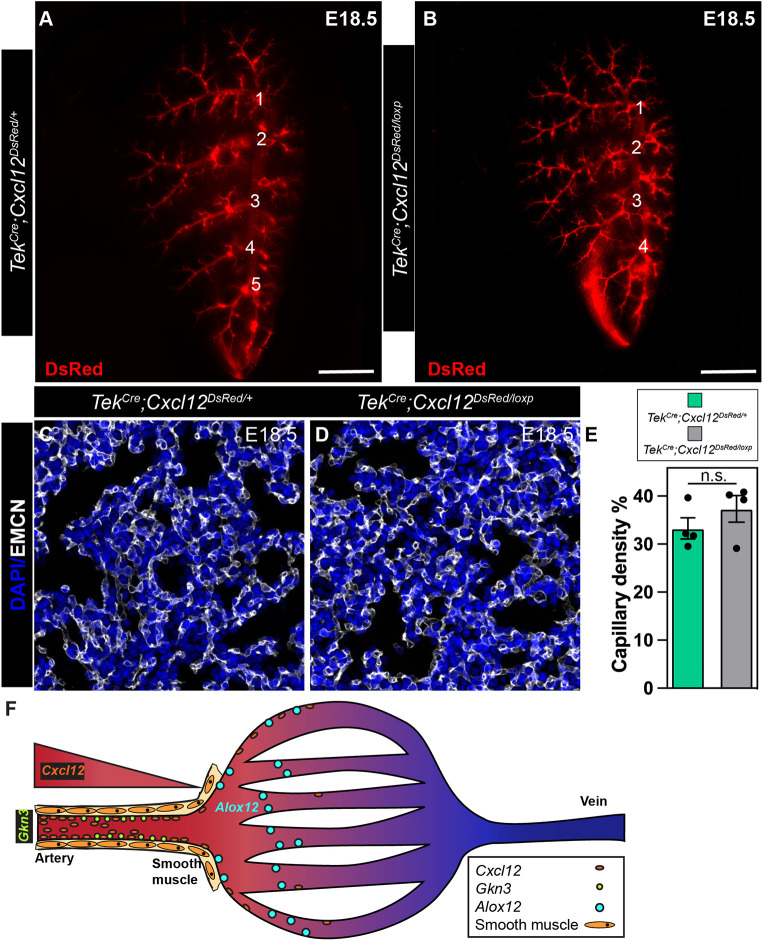 A
E18.5
Tek^Cre;Cxcl12^DsRed/+
1
2
3
4
5
DsRed
B
E18.5
Tek^Cre;Cxcl12^DsRed/loxp
1
2
3
4
DsRed
Tek^Cre;Cxcl12^DsRed/+
Tek^Cre;Cxcl12^DsRed/loxp
DAPI/EMCN
C
E18.5
D
E18.5
E
Tek^Cre;Cxcl12^DsRed/+
Tek^Cre;Cxcl12^DsRed/loxp
n.s.
Capillary density %
40
30
20
10
0
F
Cxcl12
Gkn3
Alox12
Artery
Smooth
muscle
Vein
Cxcl12
Gkn3
Alox12
Smooth muscle